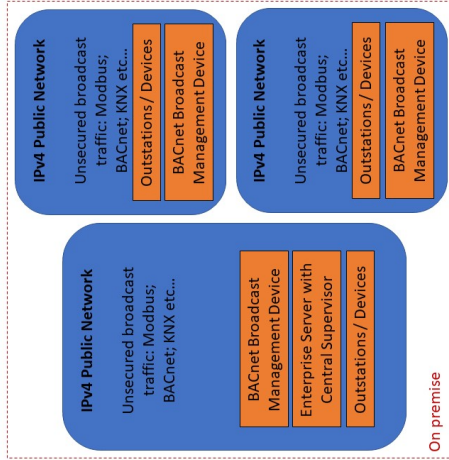 IPv4 Public Network
Unsecured broadcast
traffic: Modbus;
BACnet; KNX etc...
BACnet Broadcast
Management Device
Enterprise Server with
Central Supervisor
Outstations / Devices
IPv4 Public Network
Unsecured broadcast
traffic: Modbus;
BACnet; KNX etc...
Outstations / Devices
BACnet Broadcast
Management Device
IPv4 Public Network
Unsecured broadcast
traffic: Modbus;
BACnet; KNX etc...
Outstations / Devices
BACnet Broadcast
Management Device
On premise